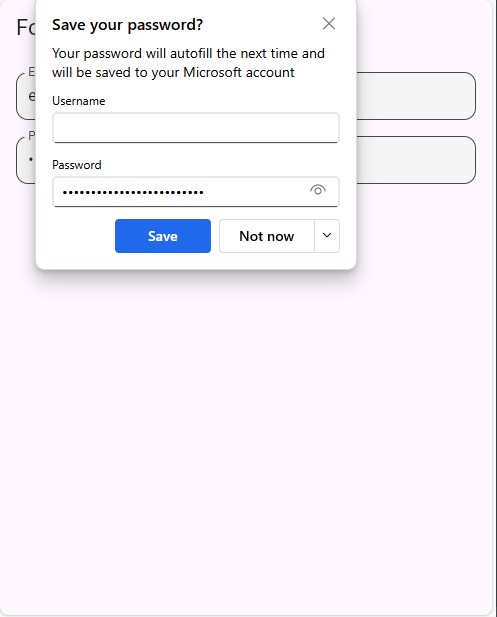 Save your password?
Your password will autofill the next time and
will be saved to your Microsoft account
Username
Password
•••••••••••••••••••••••••
Save
Not now